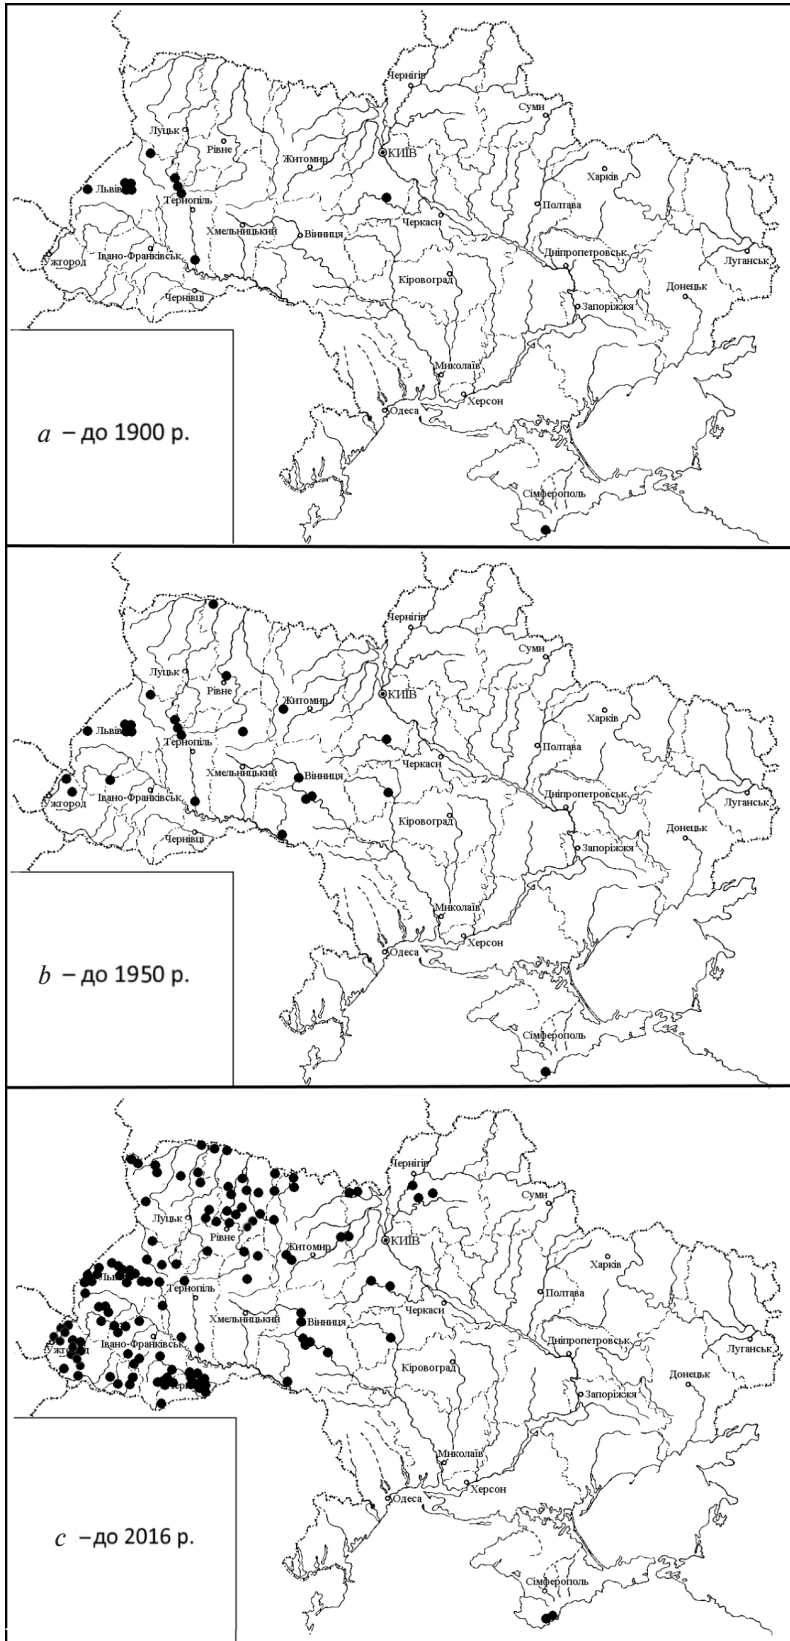 Чернігів
Суми
Луцьк
Рівне
Житомир
КИЇВ
Харків
Львів
Тернопіль
Полтава
Черкаси
Хмельницький
Вінниця
Ужгород
Івано-Франківськ
Дніпропетровськ
Луганськ
Кіровоград
Донецьк
Чернівці
Запоріжжя
Миколаїв
Херсон
Одеса
a – до 1900 р.
Сімферополь
Чернігів
Суми
Луцьк
Рівне
Житомир
КИЇВ
Харків
Львів
Тернопіль
Полтава
Черкаси
Хмельницький
Вінниця
Ужгород
Івано-Франківськ
Дніпропетровськ
Луганськ
Кіровоград
Донецьк
Чернівці
Запоріжжя
Миколаїв
Херсон
Одеса
b – до 1950 р.
Сімферополь
Чернігів
Суми
Луцьк
Рівне
Житомир
КИЇВ
Харків
Тернопіль
Полтава
Черкаси
Хмельницький
Вінниця
Івано-Франківськ
Дніпропетровськ
Луганськ
Кіровоград
Донецьк
Запоріжжя
Миколаїв
Херсон
Одеса
c – до 2016 р.
Сімферополь